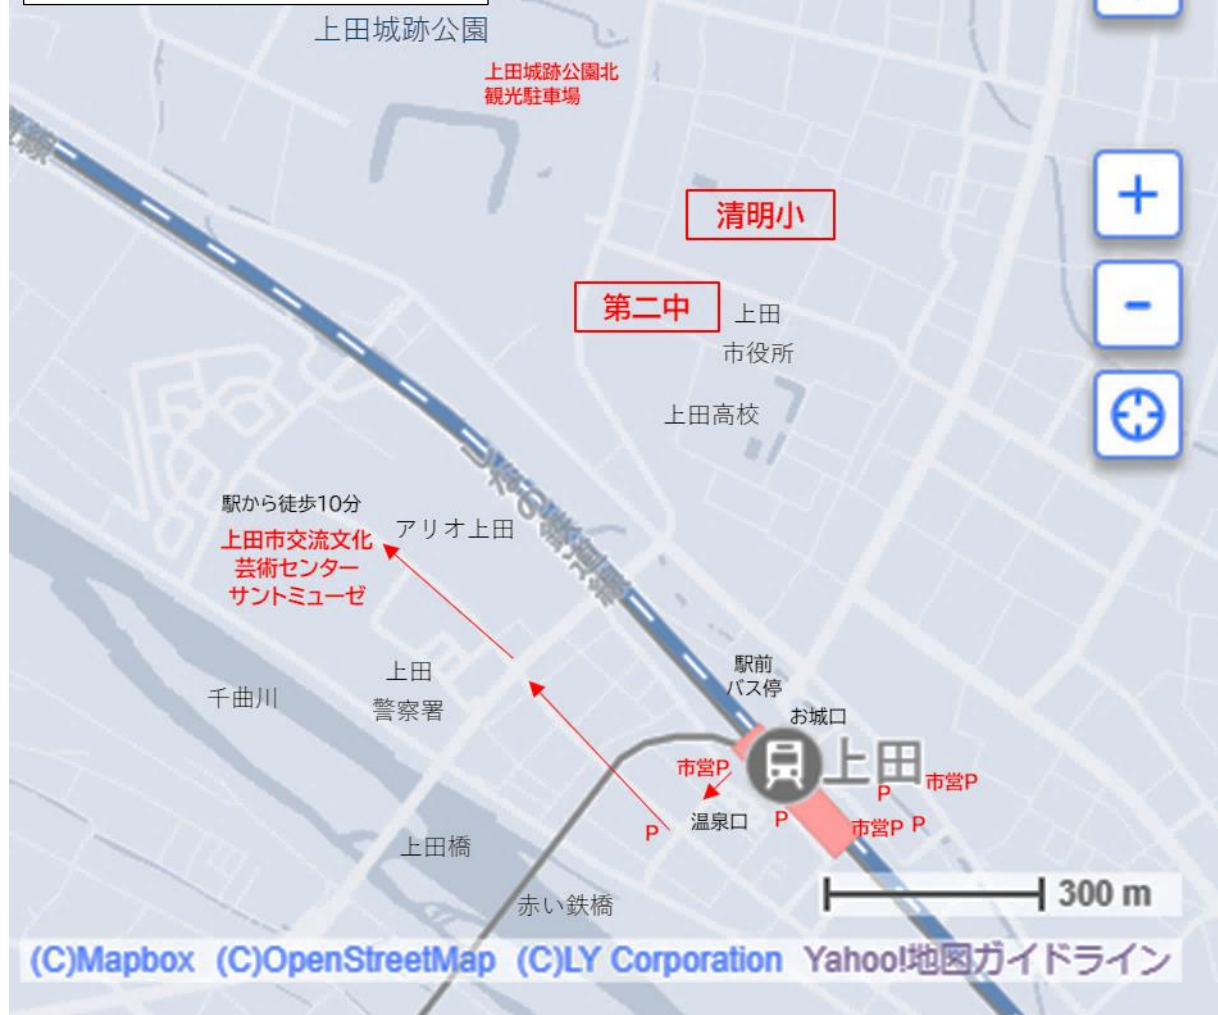 上田城跡公園
上田城跡公園北
観光駐車場
清明小
第二中
上田
市役所
上田高校
しなの鉄道線
駅から徒歩10分
上田市交流文化
芸術センター
サントミューゼ
アリオ上田
駅前
バス停
上田
警察署
千曲川
お城口
上田
市営P
市営P
P
P
温泉口
P
市営P P
上田橋
赤い鉄橋
300 m
(C)Mapbox (C)OpenStreetMap (C)LY Corporation Yahoo!地図ガイドライン